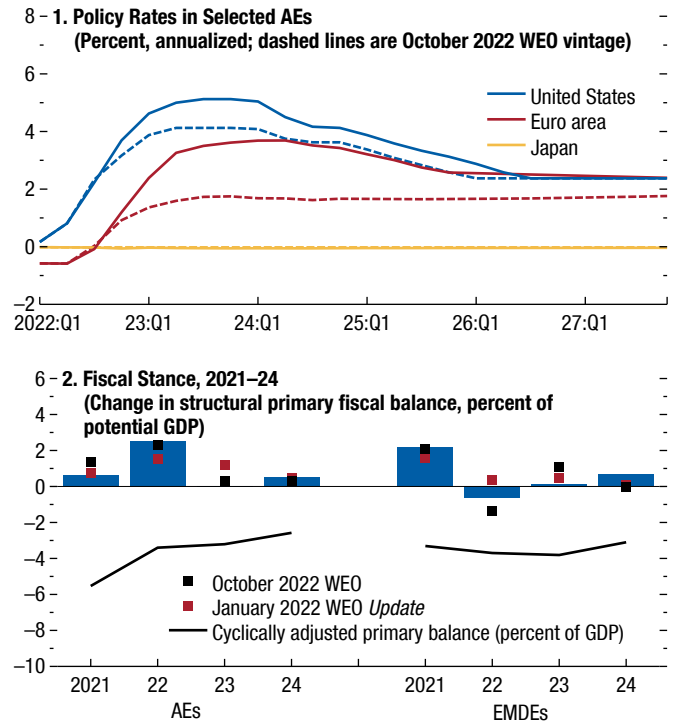 1. Policy Rates in Selected AEs
(Percent, annualized; dashed lines are October 2022 WEO vintage)
8
6
4
2
0
–2
United States
Euro area
Japan
2022:Q1 23:Q1 24:Q1 25:Q1 26:Q1 27:Q1
2. Fiscal Stance, 2021–24
(Change in structural primary fiscal balance, percent of
potential GDP)
6
4
2
0
–2
–4
–6
–8
–10
October 2022 WEO
January 2022 WEO Update
Cyclically adjusted primary balance (percent of GDP)
2021 22 23 24 2021 22 23 24
AEs EMDEs